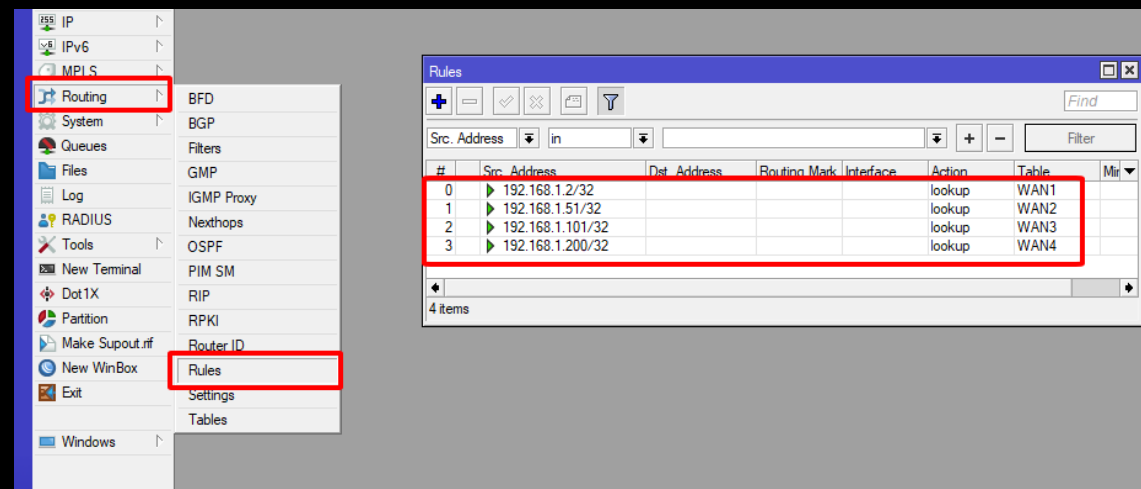 IP
IPv6
MPLS
Routing
System
Queues
Files
Log
RADIUS
Tools
New Terminal
Dot1X
Partition
Make Supout.rif
New WinBox
Exit
Windows
BFD
BGP
Filters
GMP
IGMP Proxy
Nexthops
OSPF
PIM SM
RIP
RPKI
Router ID
Rules
Settings
Tables
Rules
Find
Src. Address in Filter
# Src. Address Dst. Address Routing Mark Interface Action Table Mir
0 192.168.1.2/32 lookup WAN1
1 192.168.1.51/32 lookup WAN2
2 192.168.1.101/32 lookup WAN3
3 192.168.1.200/32 lookup WAN4
4 items